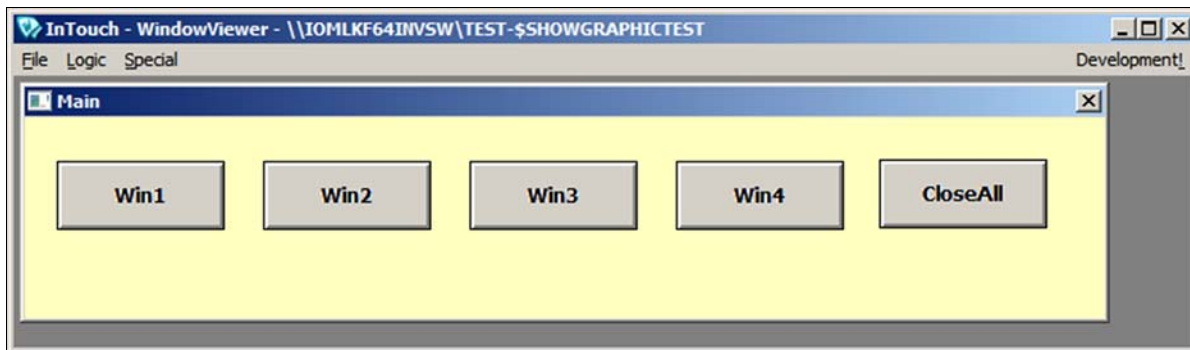 InTouch - WindowViewer - \\IOMLKF64INVSW\TEST-$SHOWGRAPHICTEST
File Logic Special Development!
Main
Win1 Win2 Win3 Win4 CloseAll